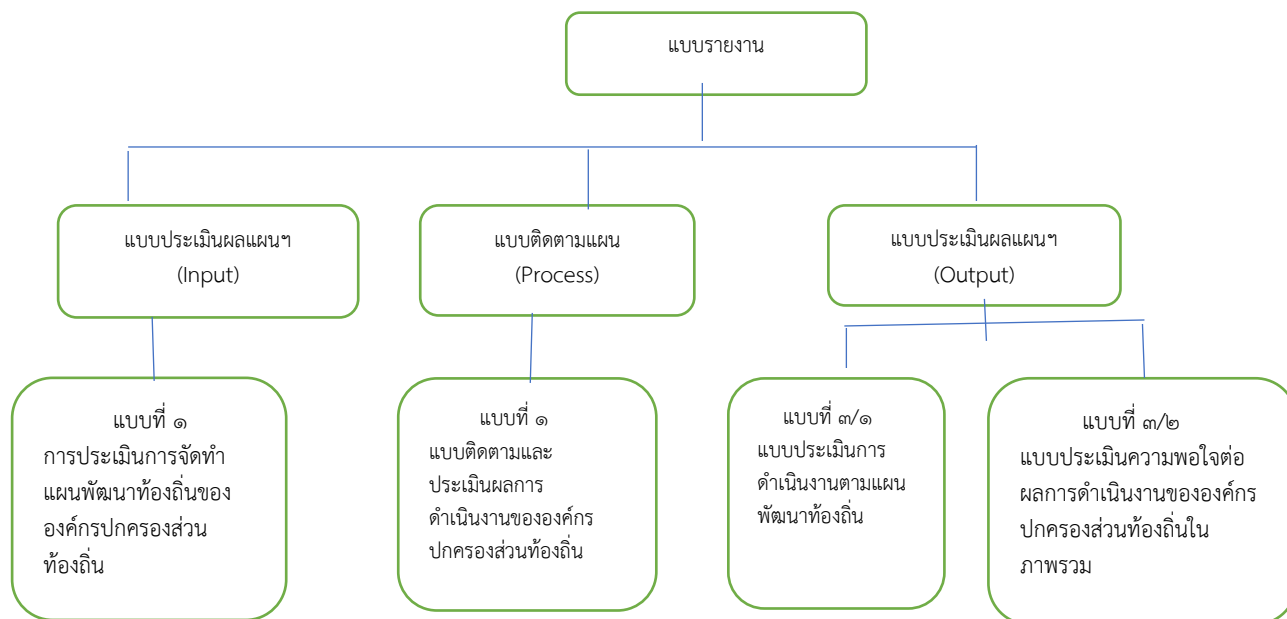 แบบรายงาน
แบบประเมินผลแผนฯ
(Input)
แบบติดตามแผน
(Process)
แบบประเมินผลแผนฯ
(Output)
แบบที่ ๑
การประเมินการจัดทำ
แผนพัฒนาท้องถิ่นของ
องค์กรปกครองส่วน
ท้องถิ่น
แบบที่ ๑
แบบติดตามและ
ประเมินผลการ
ดำเนินงานขององค์กร
ปกครองส่วนท้องถิ่น
แบบที่ ๓/๑
แบบประเมินการ
ดำเนินงานตามแผน
พัฒนาท้องถิ่น
แบบที่ ๓/๒
แบบประเมินความพอใจต่อ
ผลการดำเนินงานขององค์กร
ปกครองส่วนท้องถิ่นใน
ภาพรวม